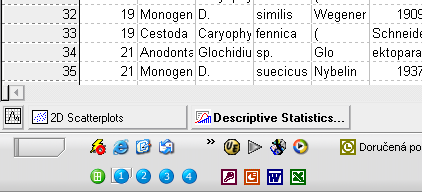 32 19 Monogen D. similis Wegener 1909
33 19 Cestoda Caryophy fennica ( Schneide
34 21 Anodonta Glochidiu sp. Glo ektopara
35 21 Monogen D. suecicus Nybelin 1937
2D Scatterplots Descriptive Statistics...
» Doručená po
1 2 3 4